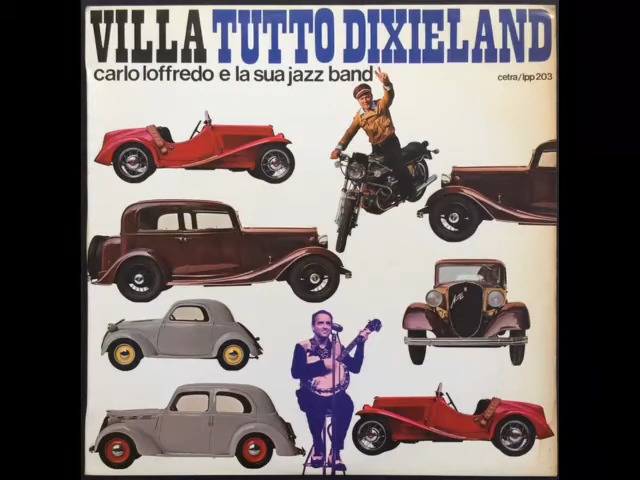 VILLA TUTTO DIXIELAND
carlo loffredo e la sua jazz band
cetra/lpp 203